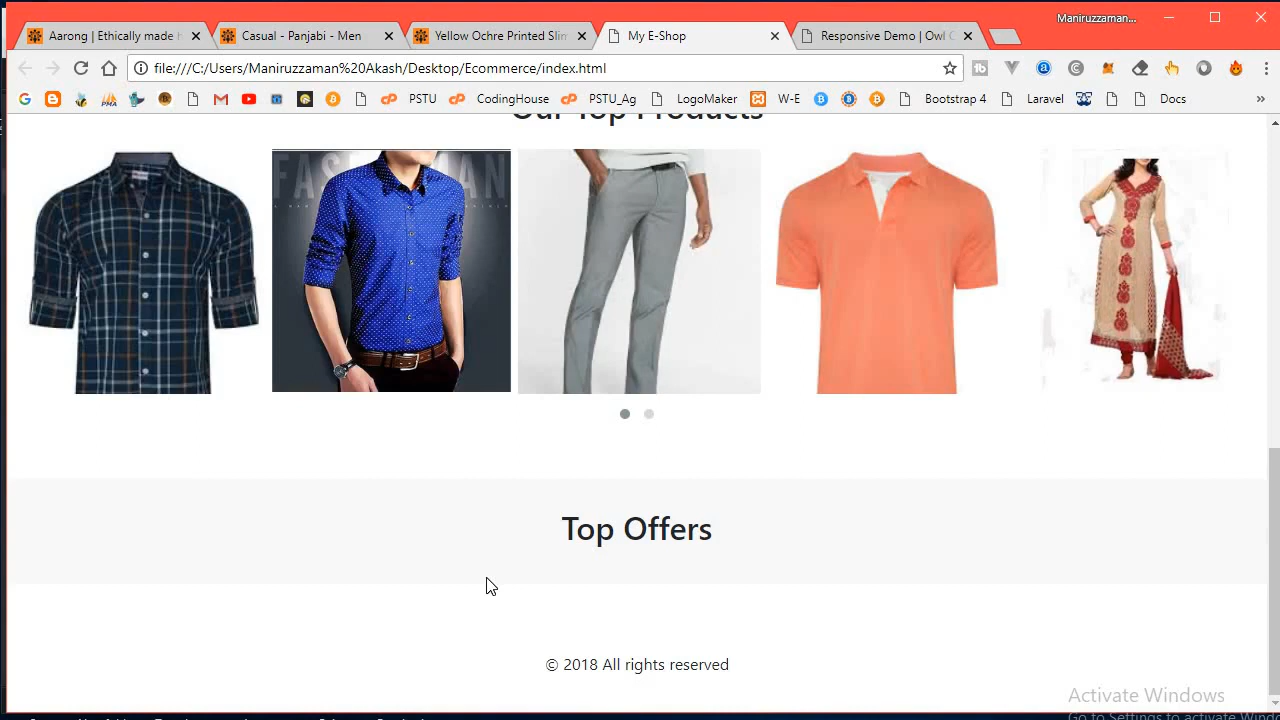 Maniruzzaman...
Aarong | Ethically made
Casual - Panjabi - Men
Yellow Ochre Printed Slim
My E-Shop
Responsive Demo | Owl
file:///C:/Users/Maniruzzaman%20Akash/Desktop/Ecommerce/index.html
PSTU
CodingHouse
PSTU_Ag
LogoMaker
W-E
Bootstrap 4
Laravel
Docs
»
Our Top Products
FASHION MAN
Top Offers
© 2018 All rights reserved
Activate Windows
Go to Settings to activate Wind